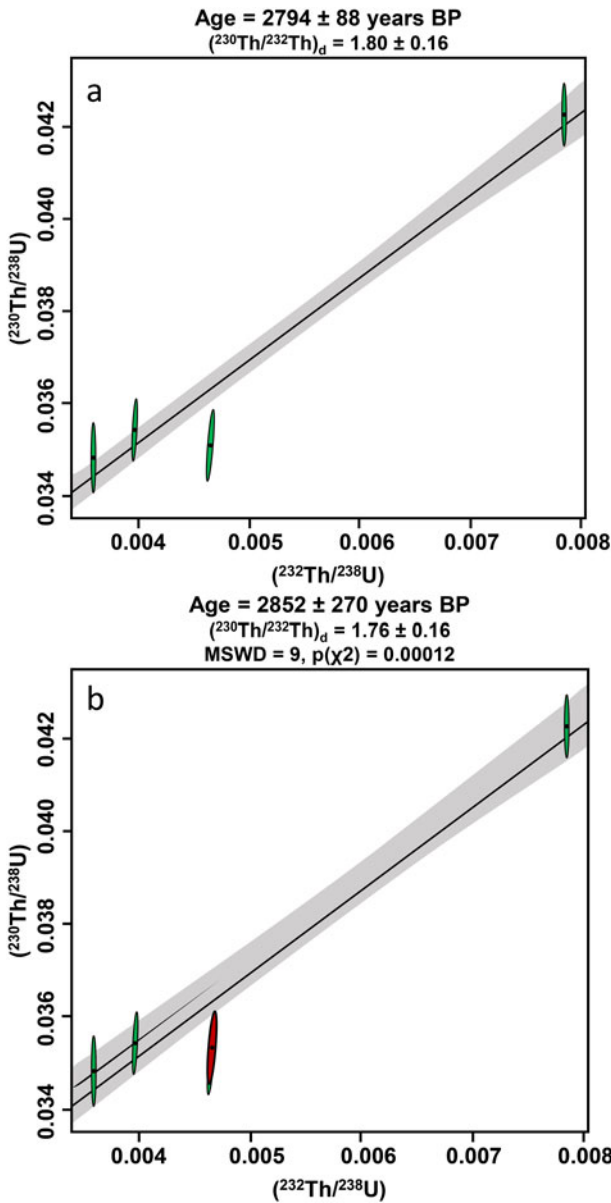 Age = 2794 ± 88 years BP
(²³⁰Th/²³²Th)d = 1.80 ± 0.16
a
0.042
0.040
0.038
0.036
0.034
(²³⁰Th/²³⁸U)
0.004 0.005 0.006 0.007 0.008
(²³²Th/²³⁸U)
Age = 2852 ± 270 years BP
(²³⁰Th/²³²Th)d = 1.76 ± 0.16
MSWD = 9, p(χ2) = 0.00012
b
0.042
0.040
0.038
0.036
0.034
(²³⁰Th/²³⁸U)
0.004 0.005 0.006 0.007 0.008
(²³²Th/²³⁸U)